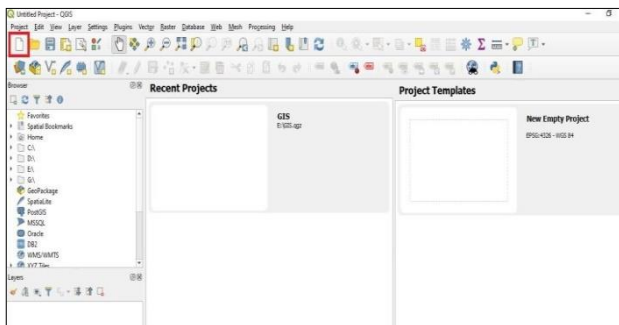 Untitled Project - QGIS
Project Edit View Layer Settings Plugins Vector Raster Database Web Mesh Processing Help
Browser
Favorites
Spatial Bookmarks
Home
C:\
D:\
E:\
G:\
GeoPackage
SpatiaLite
PostGIS
MSSQL
Oracle
DB2
WMS/WMTS
XYZ Tiles
Layers
Recent Projects
GIS
E:\GIS.qgz
Project Templates
New Empty Project
EPSG:4326 - WGS 84